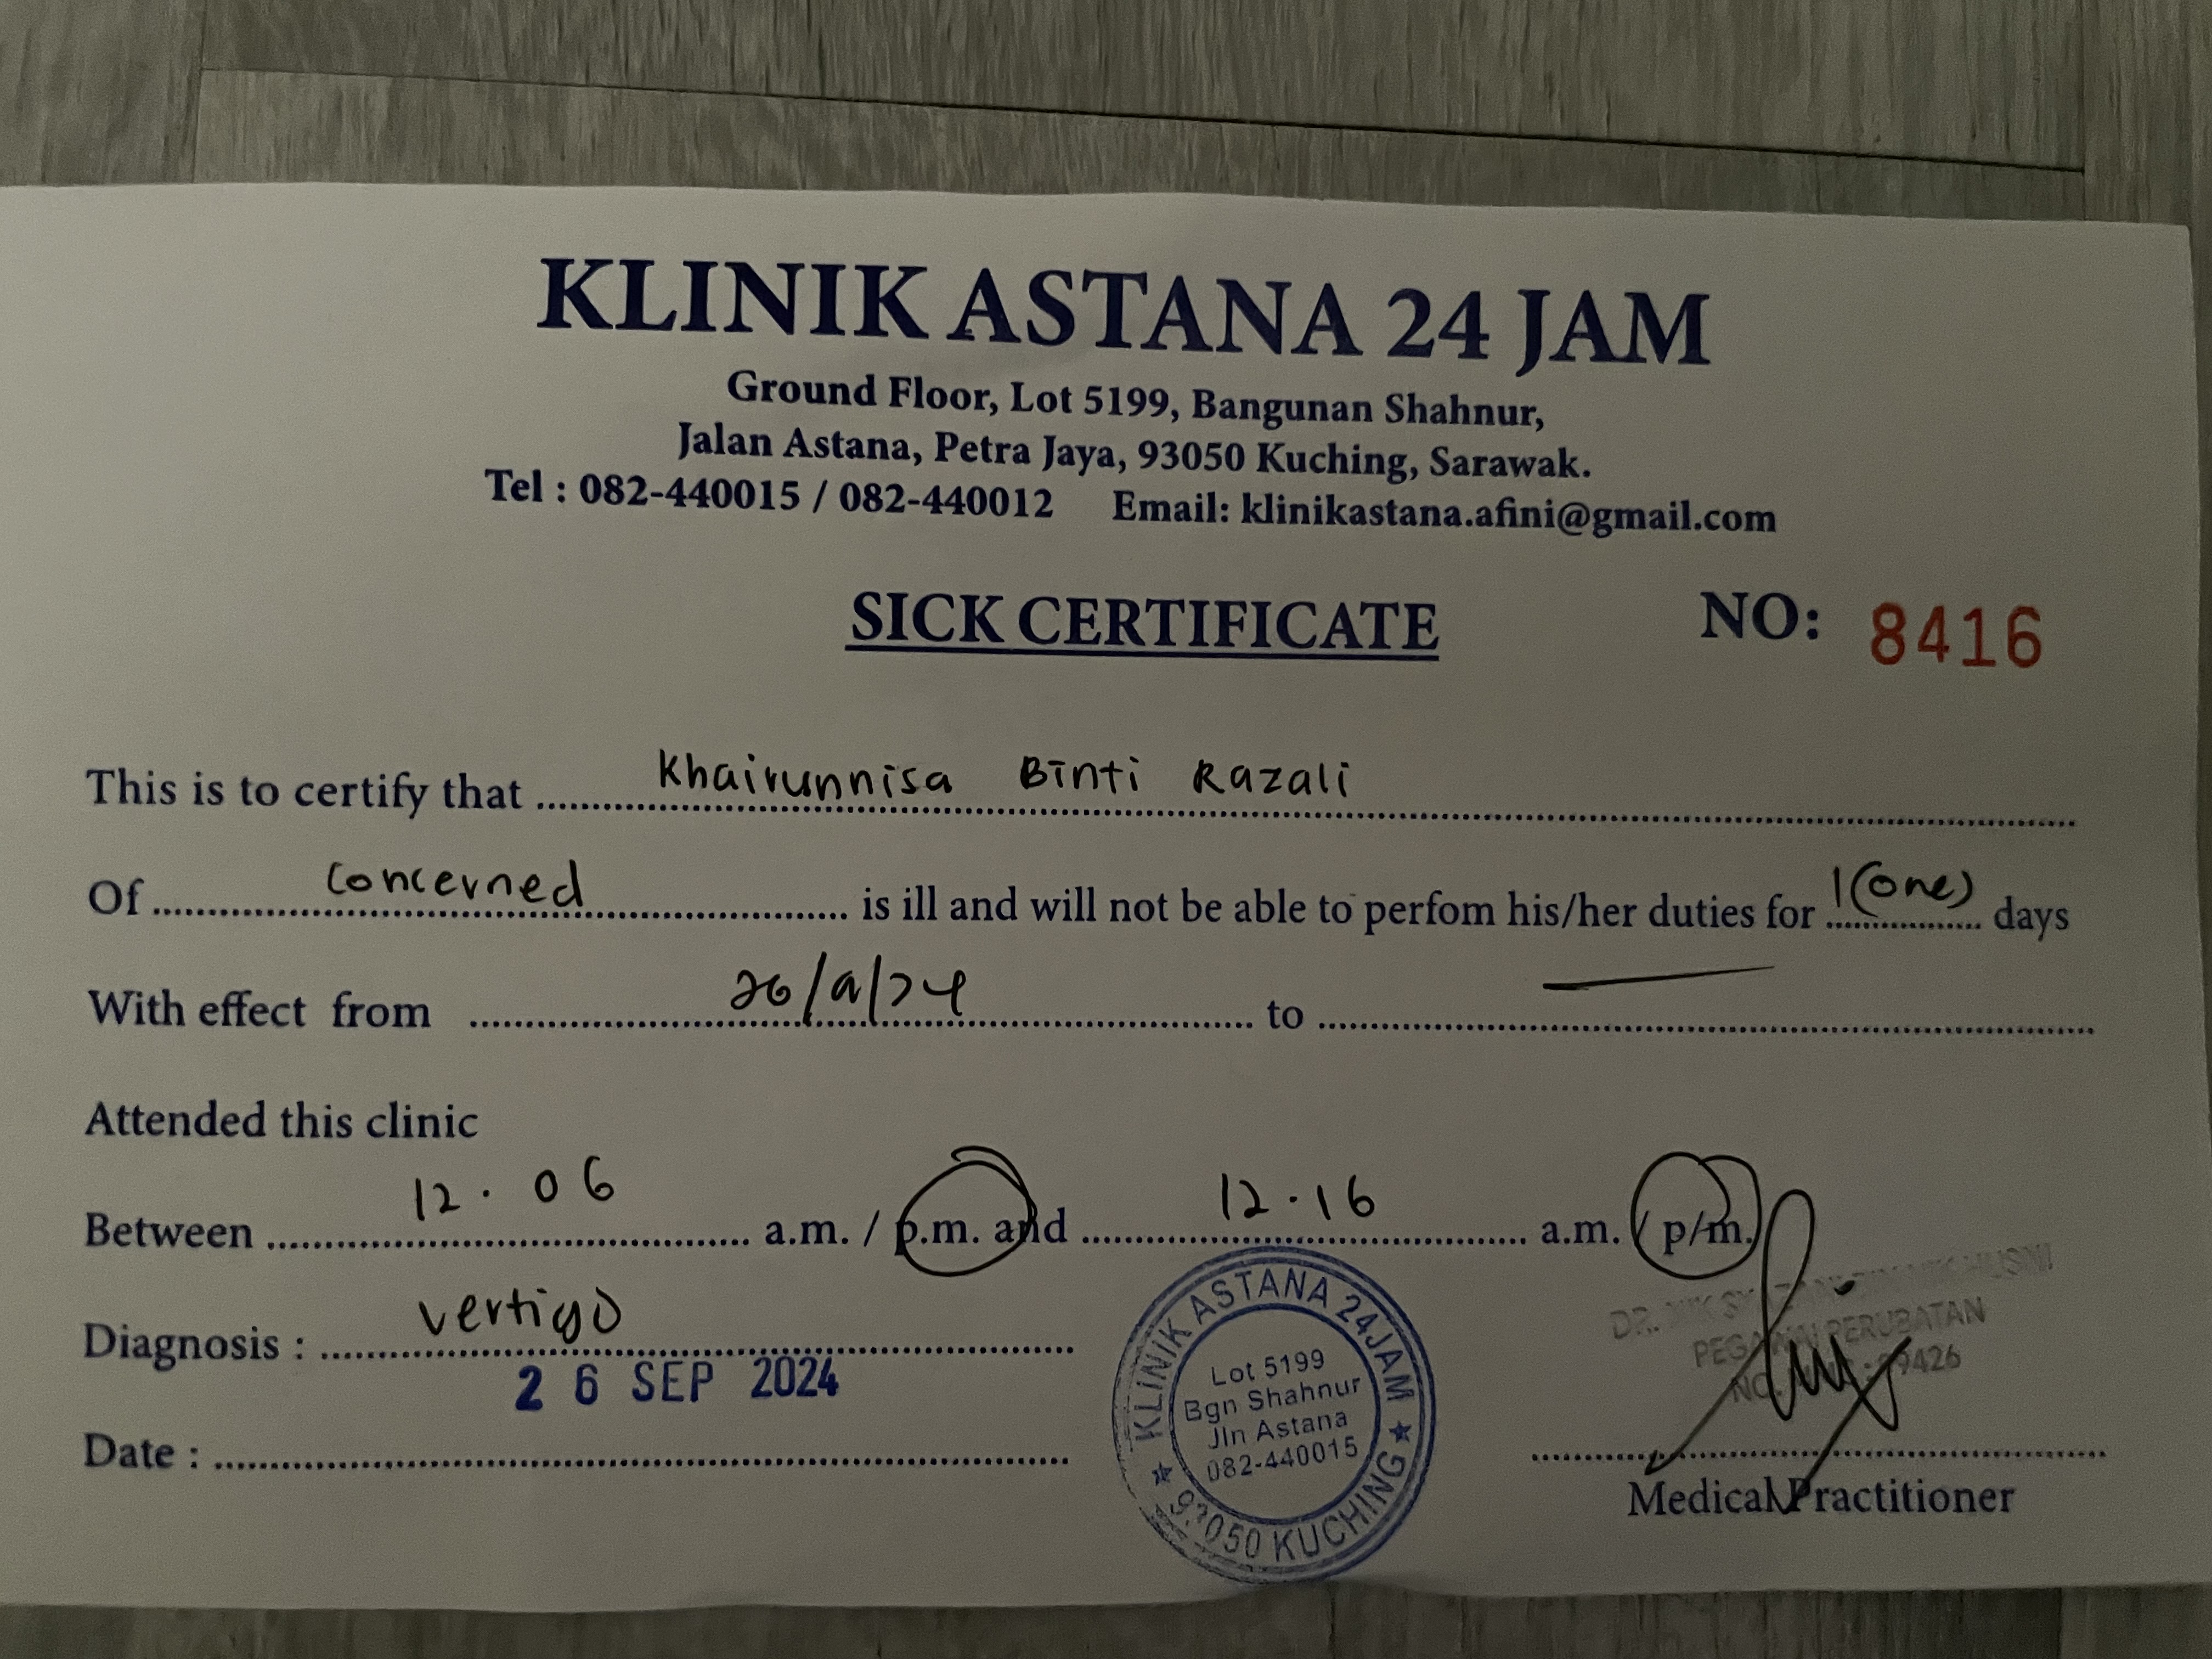 KLINIK ASTANA 24 JAM
Ground Floor, Lot 5199, Bangunan Shahnur,
Jalan Astana, Petra Jaya, 93050 Kuching, Sarawak.
Tel : 082-440015 / 082-440012 Email: klinikastana.afini@gmail.com
SICK CERTIFICATE NO: 8416
This is to certify that Khairunnisa Binti Razali
Of Concerned is ill and will not be able to perfom his/her duties for 1(one) days
With effect from 26/9/24 to —
Attended this clinic
Between 12.06 a.m. / p.m. and 12.16 a.m. / p.m.
Diagnosis : vertigo
Date : 26 SEP 2024
KLINIK ASTANA 24JAM
Lot 5199
Bgn Shahnur
Jln Astana
082-440015
93050 KUCHING
DR.
PEGAWAI PERUBATAN
NO.
Medical Practitioner